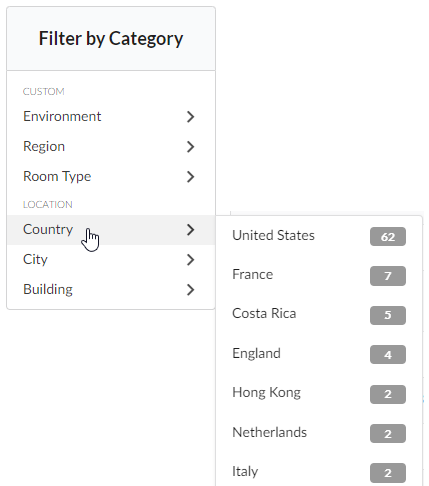 Filter by Category
CUSTOM
Environment
Region
Room Type
LOCATION
Country
City
Building
United States 62
France 7
Costa Rica 5
England 4
Hong Kong 2
Netherlands 2
Italy 2